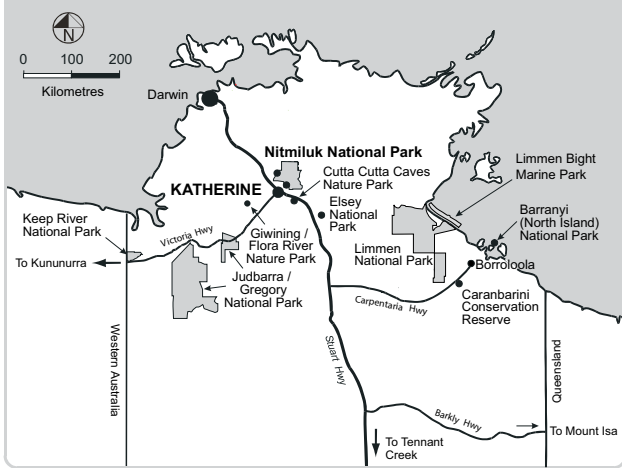 N
0 100 200
Kilometres
Darwin
Nitmiluk National Park
Cutta Cutta Caves
Nature Park
KATHERINE
Elsey
National
Park
Limmen Bight
Marine Park
Barranyi
(North Island)
National Park
Keep River
National Park
Victoria Hwy
Giwining /
Flora River
Nature Park
Limmen
National Park
To Kununurra
Judbarra /
Gregory
National Park
Borroloola
Caranbarini
Conservation
Reserve
Carpentaria Hwy
Western Australia
Stuart Hwy
Queensland
Barkly Hwy
To Mount Isa
To Tennant
Creek